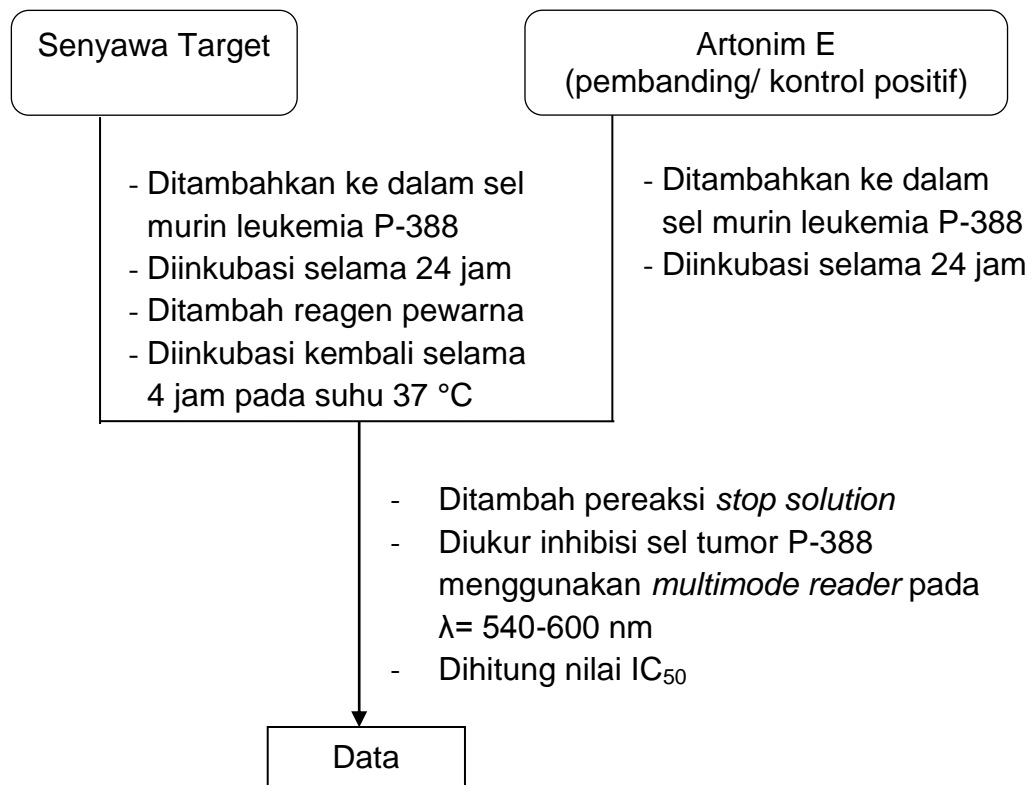 Senyawa Target
Artonim E
(pembanding/ kontrol positif)
- Ditambahkan ke dalam sel
murin leukemia P-388
- Diinkubasi selama 24 jam
- Ditambah reagen pewarna
- Diinkubasi kembali selama
4 jam pada suhu 37 °C
- Ditambahkan ke dalam
sel murin leukemia P-388
- Diinkubasi selama 24 jam
- Ditambah pereaksi stop solution
- Diukur inhibisi sel tumor P-388
menggunakan multimode reader pada
λ= 540-600 nm
- Dihitung nilai IC₅₀
Data